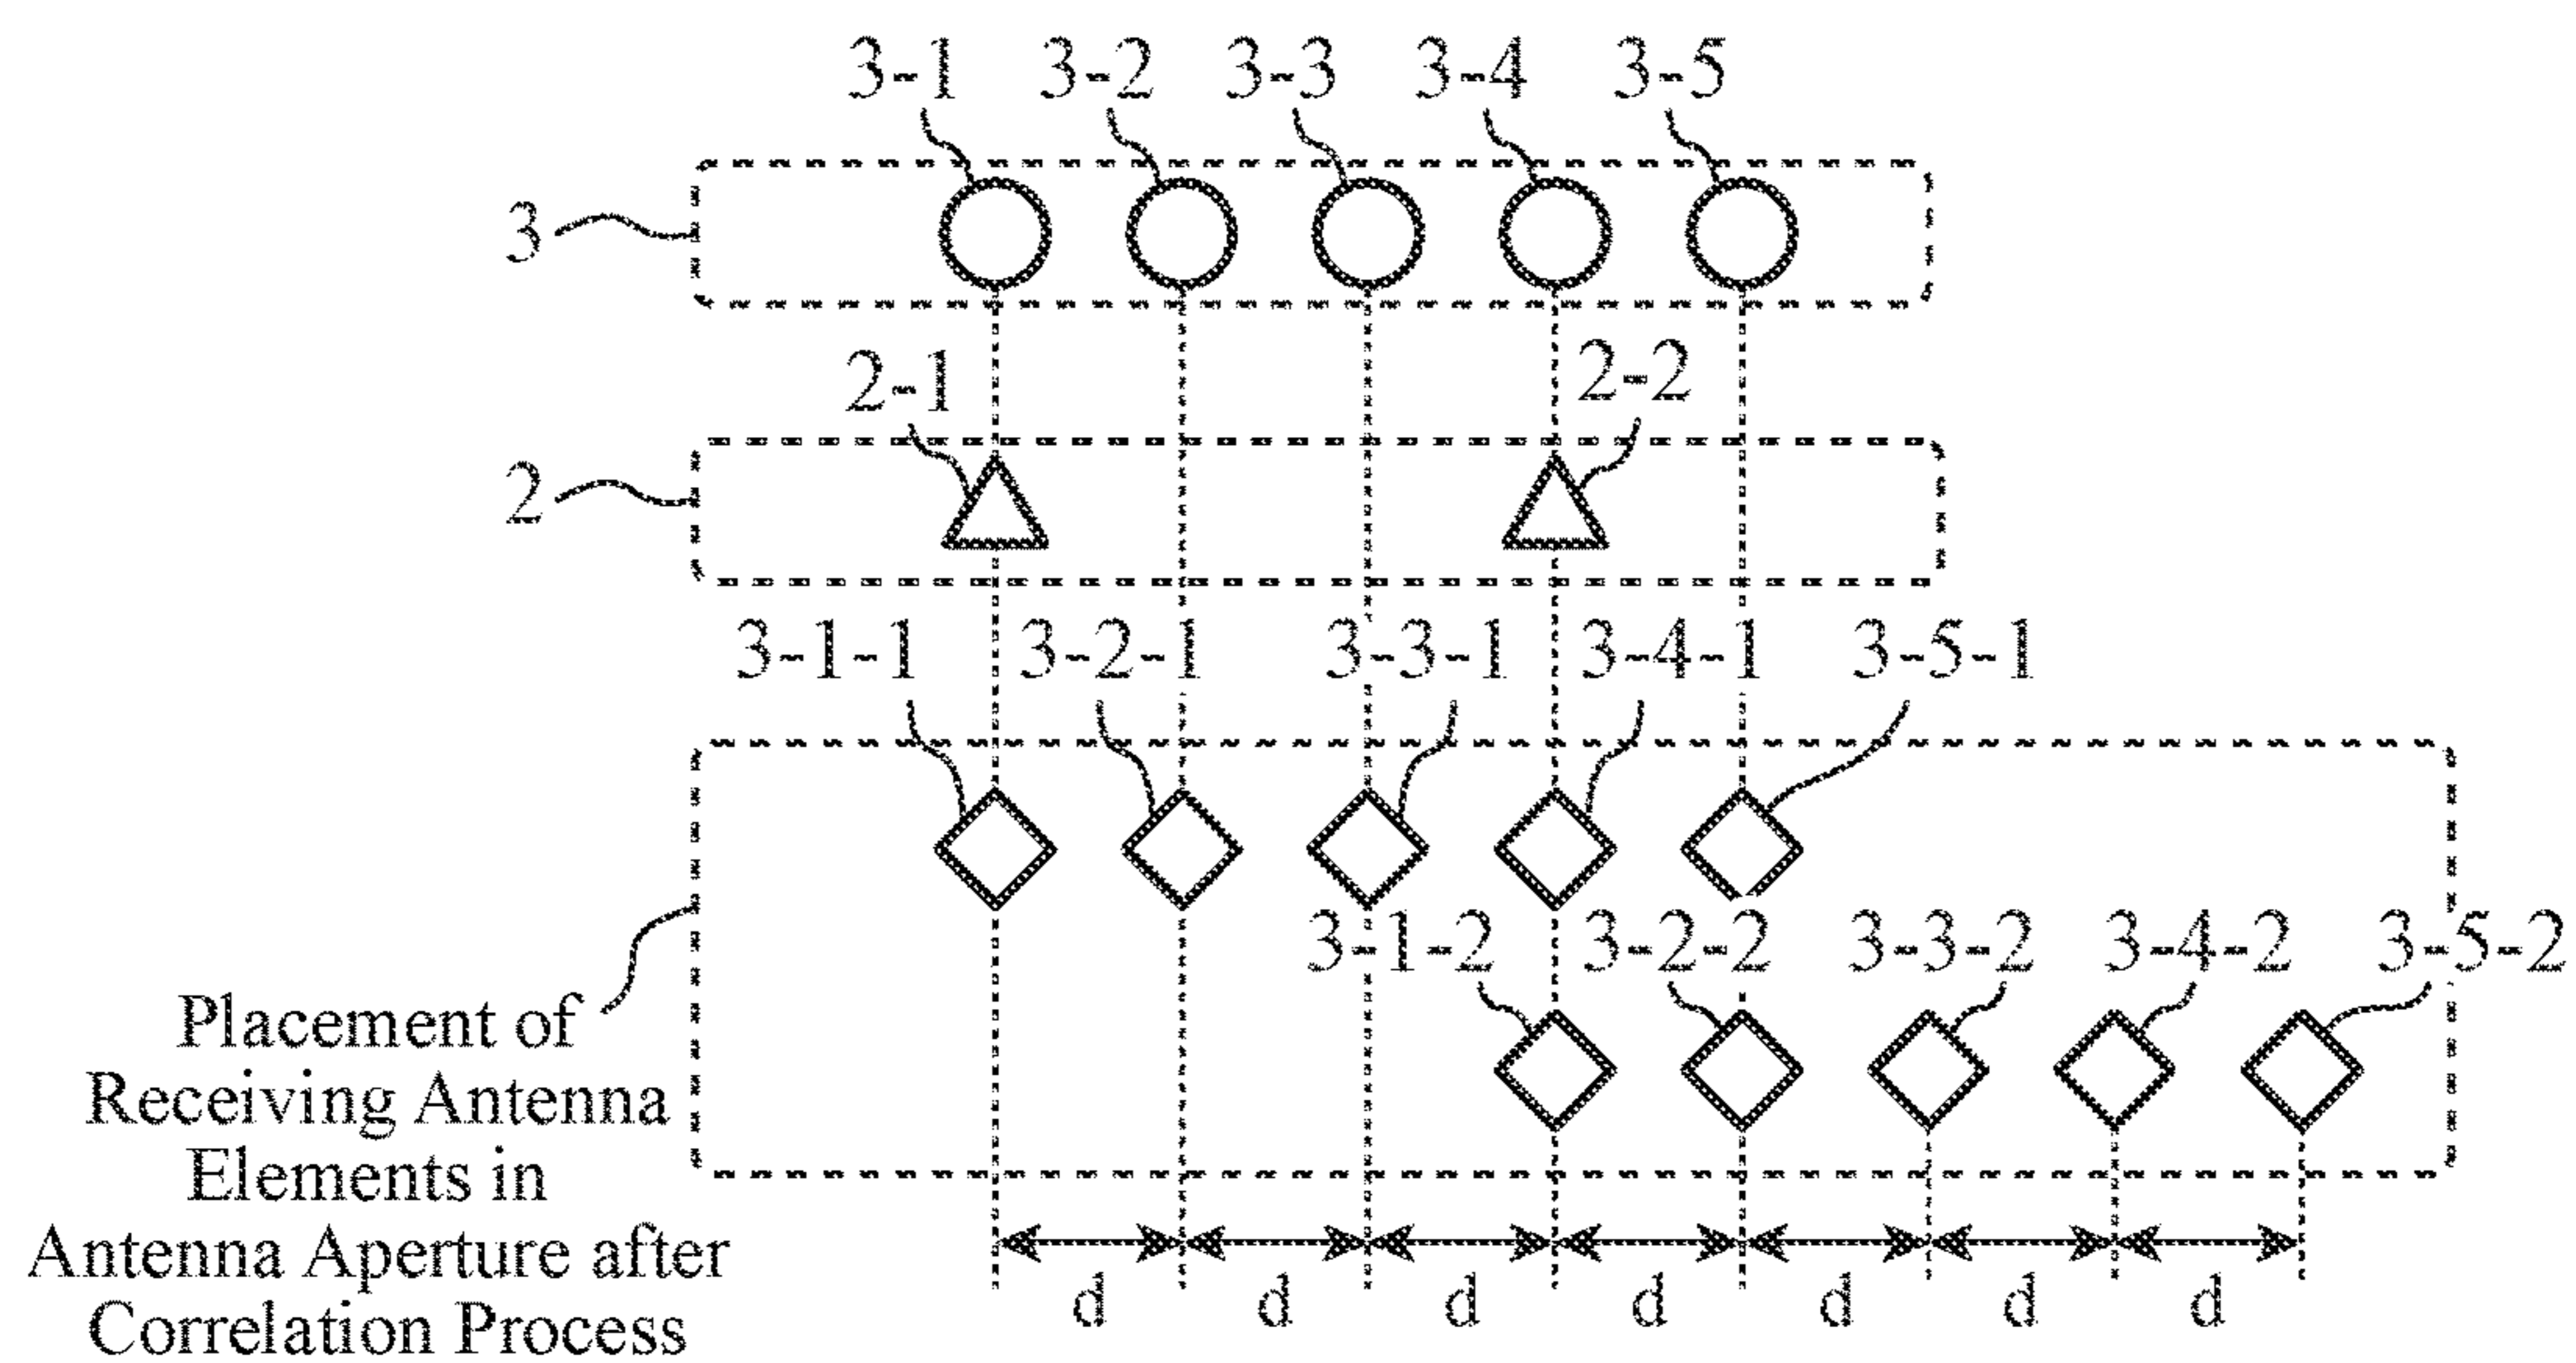 3-1 3-2 3-3 3-4 3-5
3
2-1 2-2
2
3-1-1 3-2-1 3-3-1 3-4-1 3-5-1
3-1-2 3-2-2 3-3-2 3-4-2 3-5-2
Placement of
Receiving Antenna
Elements in
Antenna Aperture after
Correlation Process
d d d d d d d